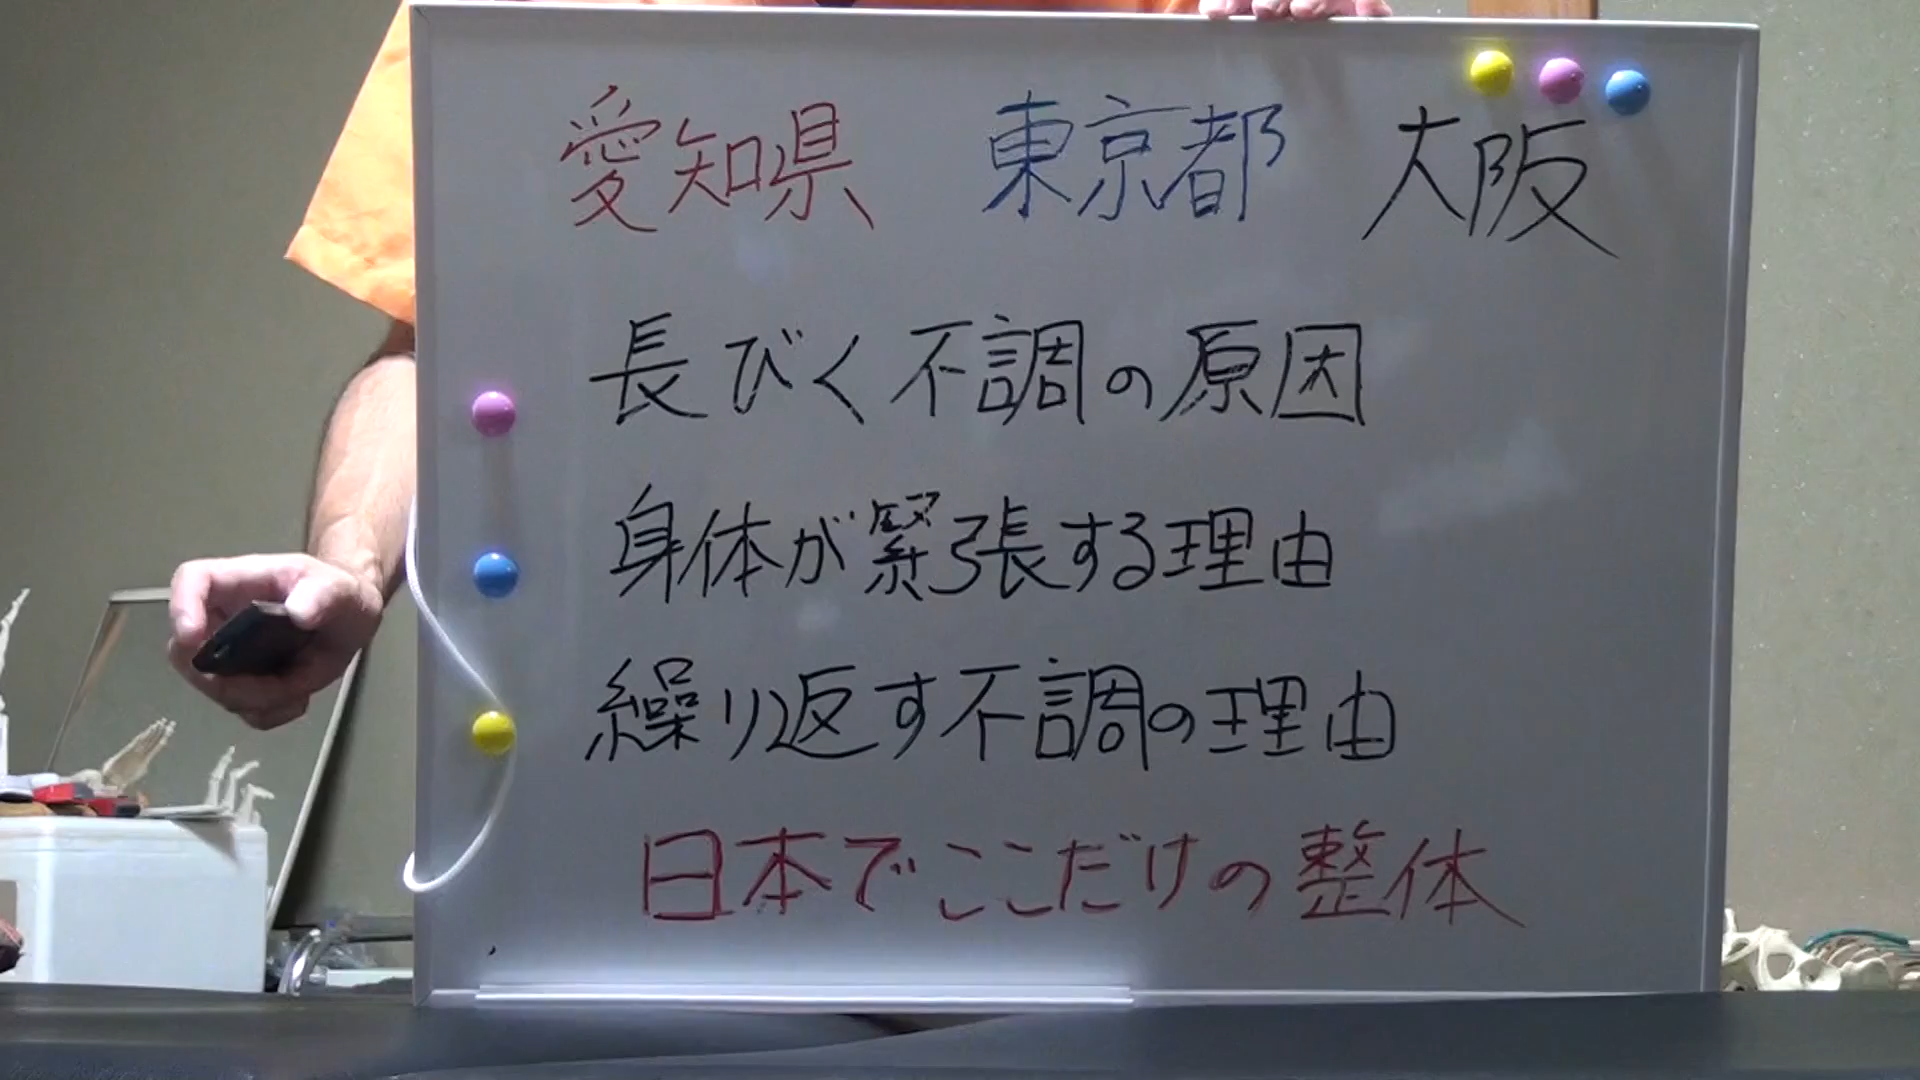 愛知県 東京都 大阪
長びく不調の原因
身体が緊張する理由
繰り返す不調の理由
日本でここだけの整体